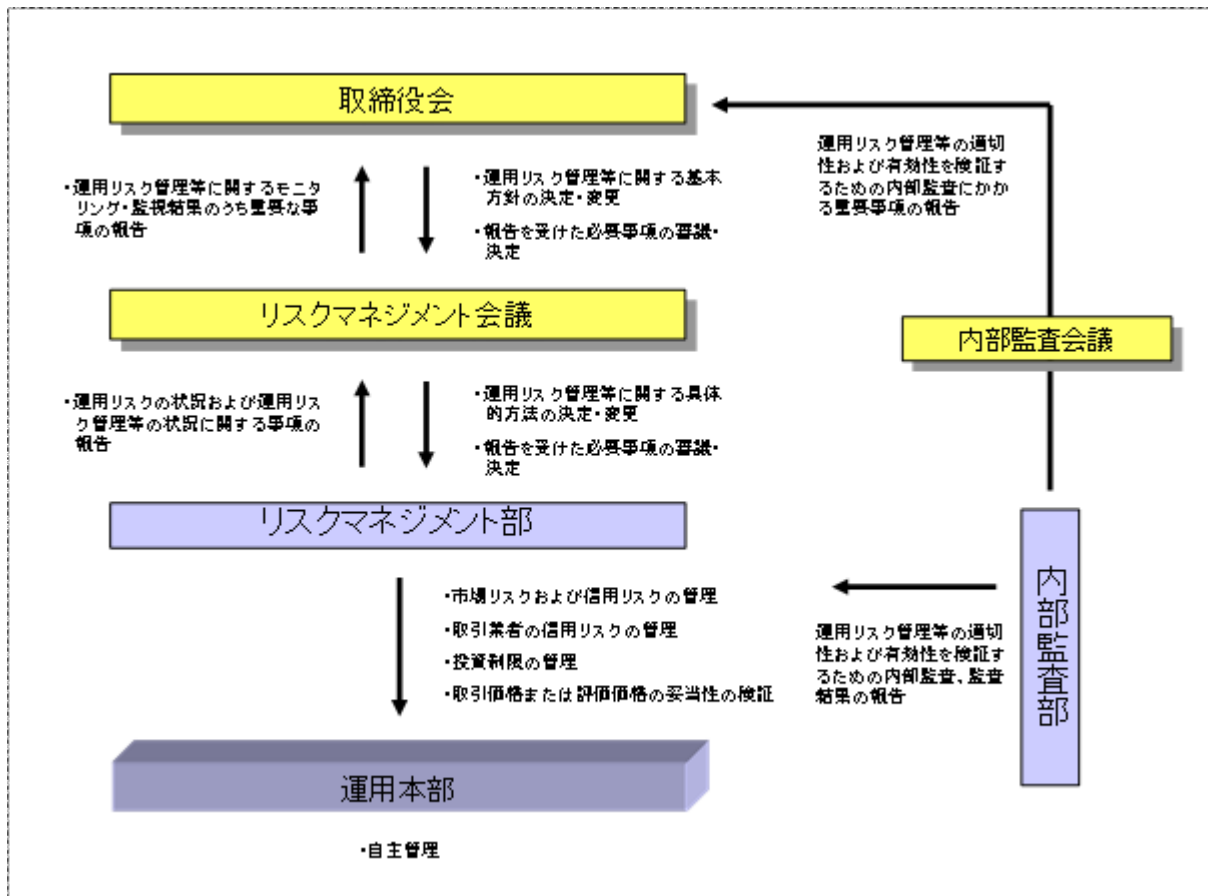 取締役会
・運用リスク管理等に関するモニ
タリング・監視結果のうち重要な事
項の報告
・運用リスク管理等に関する基本
方針の決定・変更
・報告を受けた必要事項の審議・
決定
運用リスク管理等の適切
性および有効性を検証す
るための内部監査にかか
る重要事項の報告
リスクマネジメント会議
内部監査会議
・運用リスクの状況および運用リス
ク管理等の状況に関する事項の
報告
・運用リスク管理等に関する具体
的方法の決定・変更
・報告を受けた必要事項の審議・
決定
リスクマネジメント部
内部監査部
・市場リスクおよび信用リスクの管理
・取引業者の信用リスクの管理
・投資制限の管理
・取引価格または評価価格の妥当性の検証
運用リスク管理等の適切
性および有効性を検証す
るための内部監査、監査
結果の報告
運用本部
・自主管理